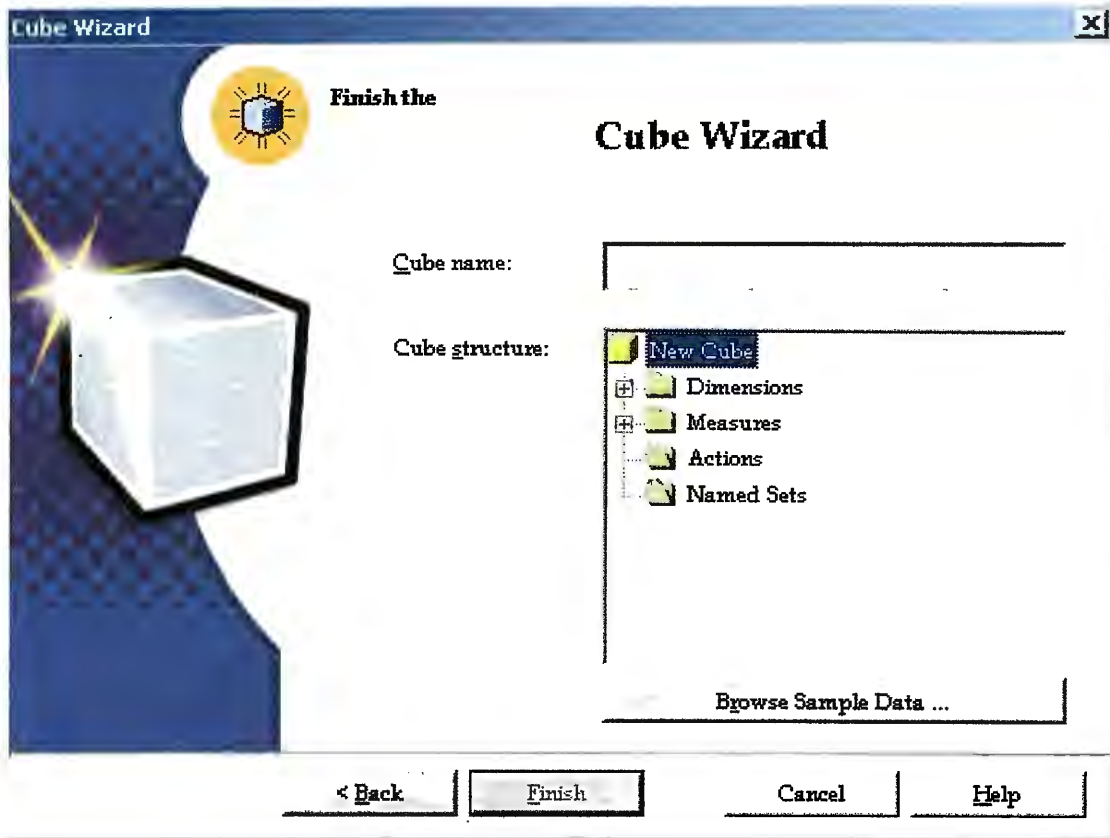 Cube Wizard
Finish the
Cube Wizard
Cube name:
Cube structure:
New Cube
Dimensions
Measures
Actions
Named Sets
Browse Sample Data ...
< Back
Finish
Cancel
Help